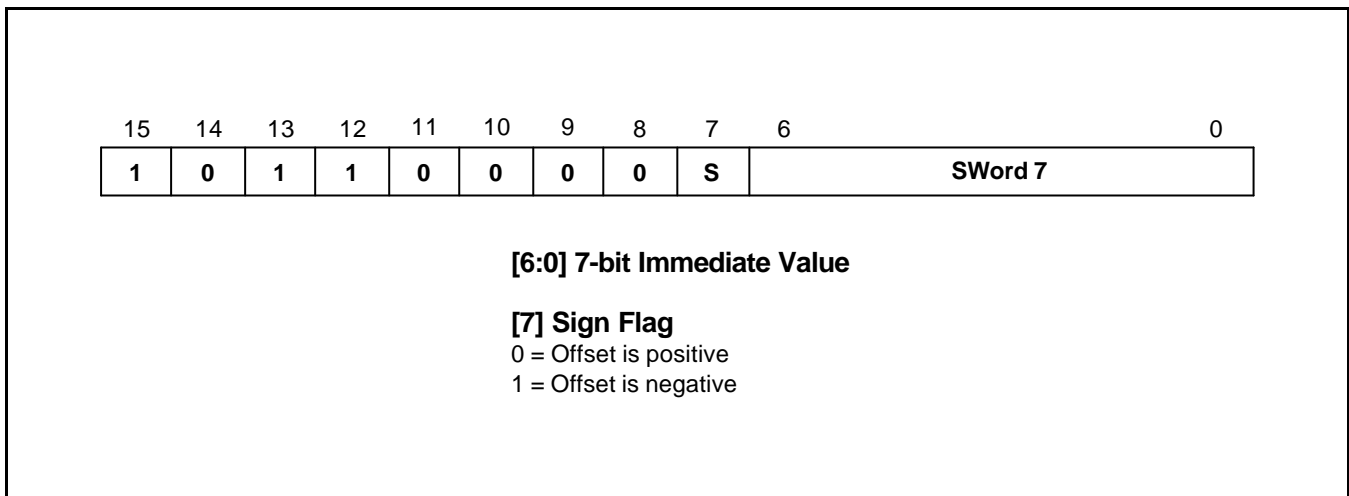 15 14 13 12 11 10 9 8 7 6 0
1 0 1 1 0 0 0 0 S SWord 7
[6:0] 7-bit Immediate Value
[7] Sign Flag
0 = Offset is positive
1 = Offset is negative